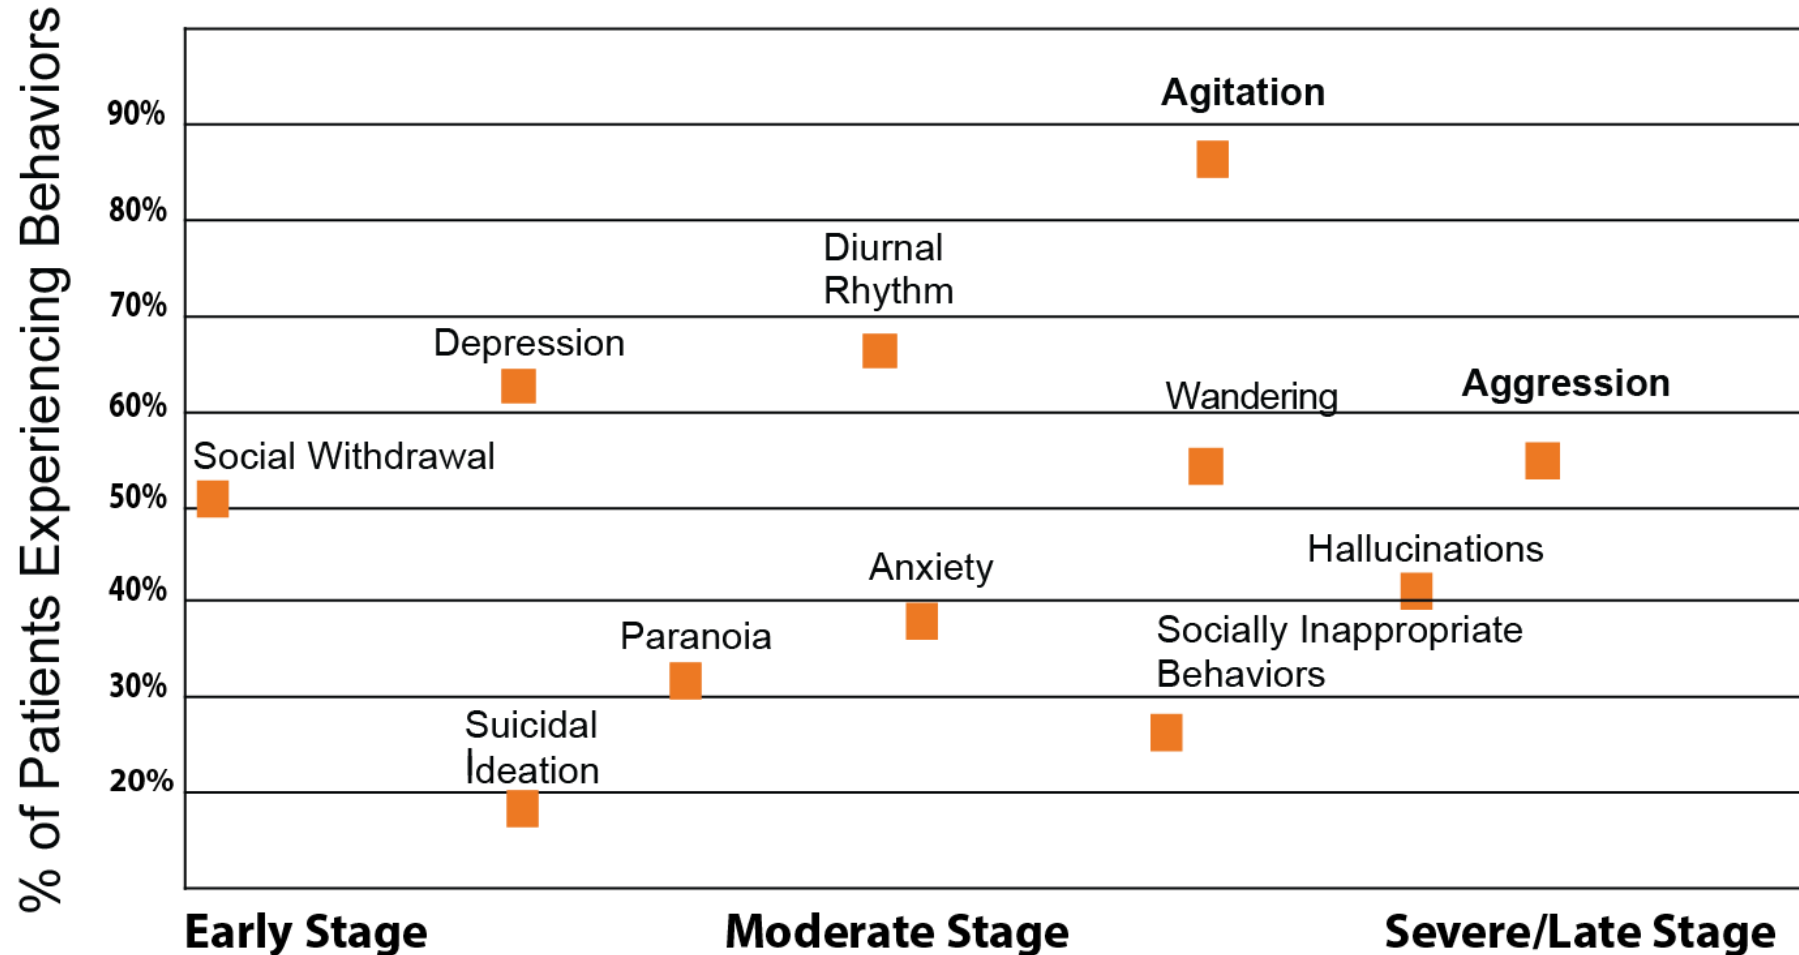 % of Patients Experiencing Behaviors
90%
80%
70%
60%
50%
40%
30%
20%
Agitation
Diurnal
Rhythm
Depression
Wandering
Aggression
Social Withdrawal
Hallucinations
Anxiety
Socially Inappropriate
Behaviors
Paranoia
Suicidal
Ideation
Early Stage
Moderate Stage
Severe/Late Stage